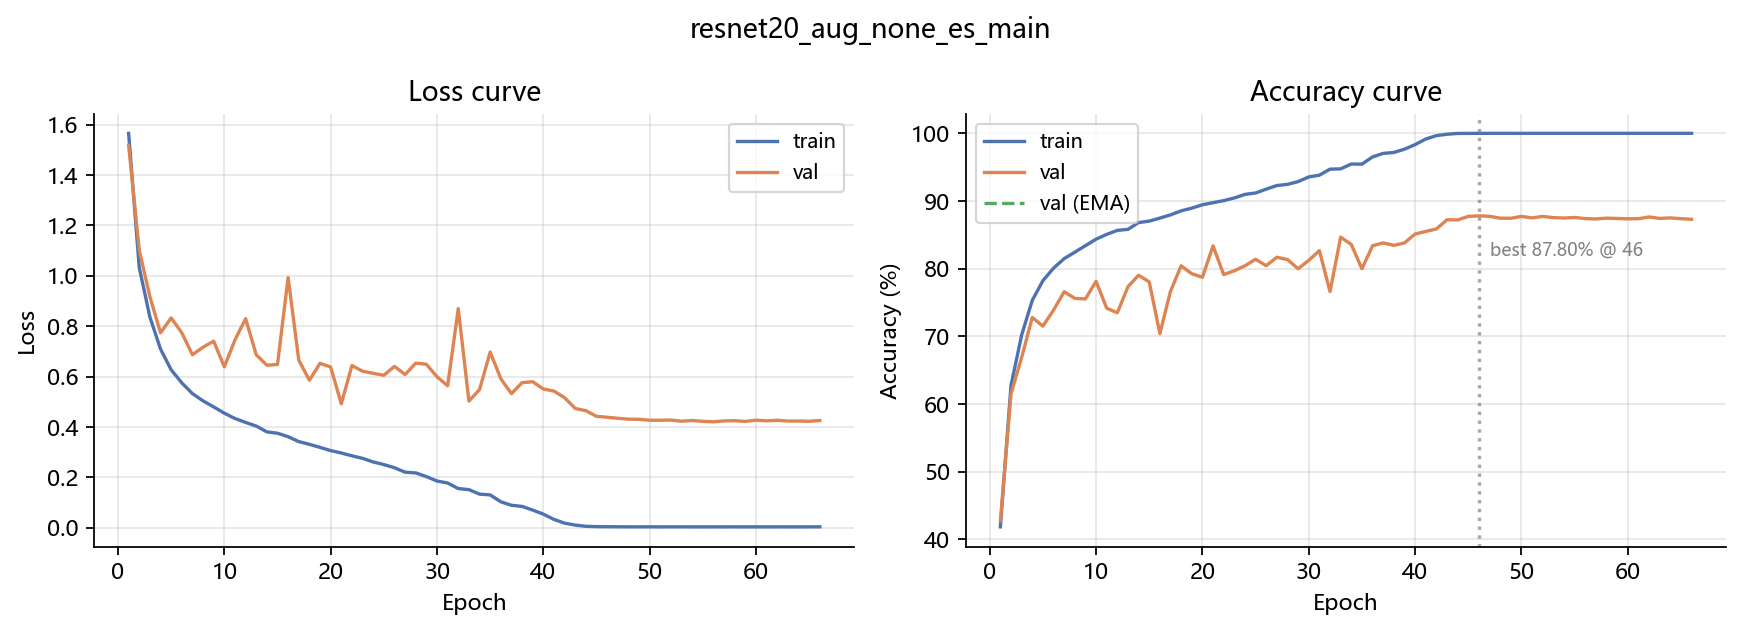 resnet20_aug_none_es_main
Loss curve
train
val
Loss
1.6
1.4
1.2
1.0
0.8
0.6
0.4
0.2
0.0
0 10 20 30 40 50 60
Epoch
Accuracy curve
train
val
val (EMA)
best 87.80% @ 46
Accuracy (%)
100
90
80
70
60
50
40
0 10 20 30 40 50 60
Epoch